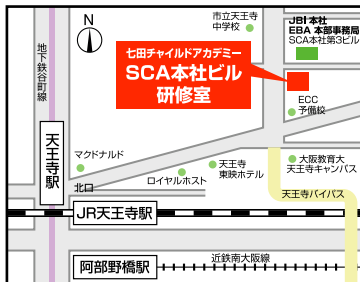 N
市立天王寺
中学校
JBI 本社
EBA 本部事務局
SCA本社第3ビル
七田チャイルドアカデミー
SCA本社ビル
研修室
地下鉄谷町線
ECC
予備校
天王寺駅
マクドナルド
北口
ロイヤルホスト
天王寺
東映ホテル
大阪教育大
天王寺キャンパス
天王寺バイパス
JR天王寺駅
阿部野橋駅
近鉄南大阪線